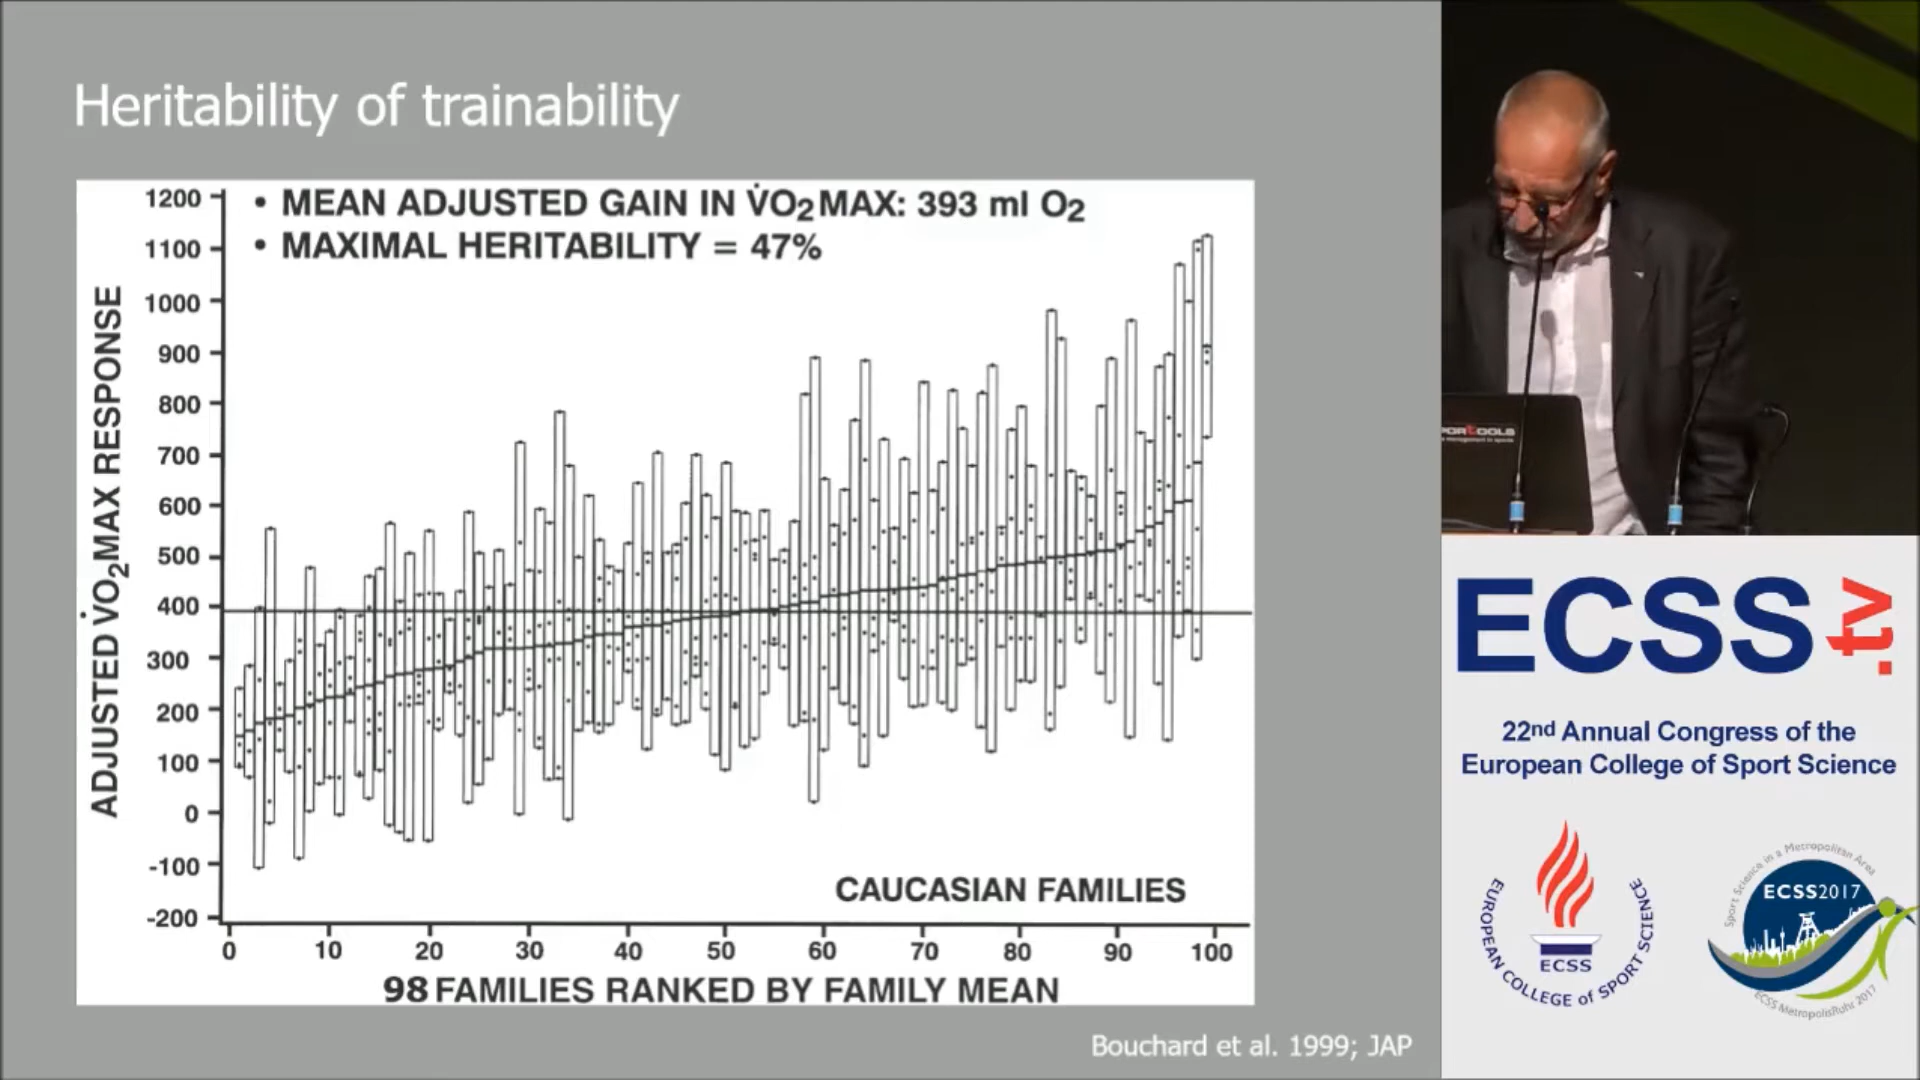 Heritability of trainability
• MEAN ADJUSTED GAIN IN V̇O2 MAX: 393 ml O2
• MAXIMAL HERITABILITY = 47%
ADJUSTED V̇O2MAX RESPONSE
1200
1100
1000
900
800
700
600
500
400
300
200
100
0
-100
-200
CAUCASIAN FAMILIES
0 10 20 30 40 50 60 70 80 90 100
98 FAMILIES RANKED BY FAMILY MEAN
Bouchard et al. 1999; JAP
ECSS.tv
22nd Annual Congress of the
European College of Sport Science
EUROPEAN COLLEGE of SPORT SCIENCE
ECSS
Sport Science in a Metropolitan Area
ECSS2017
ECSS MetropolisRuhr 2017